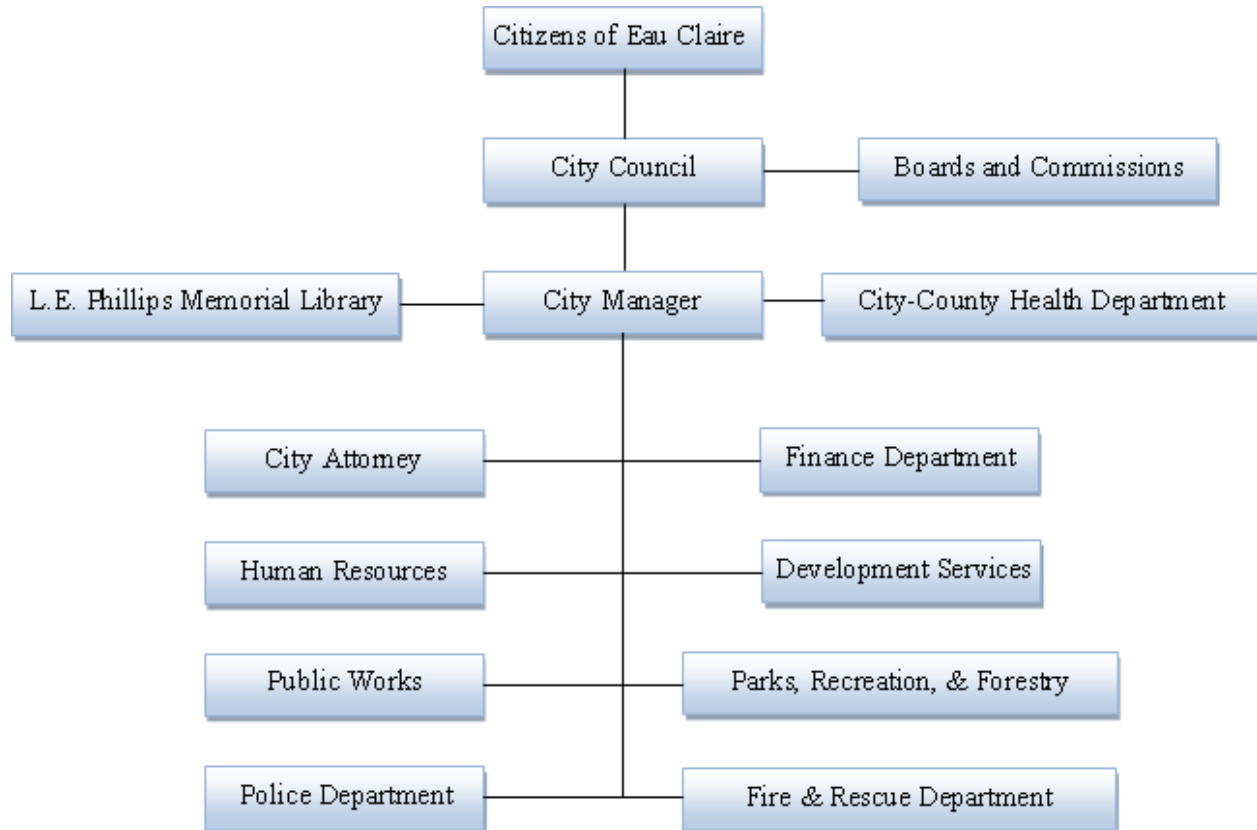 Citizens of Eau Claire
City Council
Boards and Commissions
L.E. Phillips Memorial Library
City Manager
City-County Health Department
City Attorney
Finance Department
Human Resources
Development Services
Public Works
Parks, Recreation, & Forestry
Police Department
Fire & Rescue Department